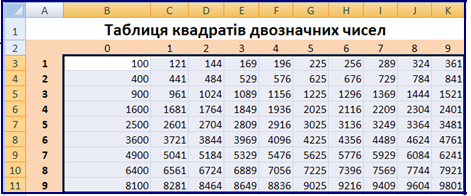 A B C D E F G H I J K
1 Таблиця квадратів двозначних чисел
2 0 1 2 3 4 5 6 7 8 9
3 1 100 121 144 169 196 225 256 289 324 361
4 2 400 441 484 529 576 625 676 729 784 841
5 3 900 961 1024 1089 1156 1225 1296 1369 1444 1521
6 4 1600 1681 1764 1849 1936 2025 2116 2209 2304 2401
7 5 2500 2601 2704 2809 2916 3025 3136 3249 3364 3481
8 6 3600 3721 3844 3969 4096 4225 4356 4489 4624 4761
9 7 4900 5041 5184 5329 5476 5625 5776 5929 6084 6241
10 8 6400 6561 6724 6889 7056 7225 7396 7569 7744 7921
11 9 8100 8281 8464 8649 8836 9025 9216 9409 9604 9801